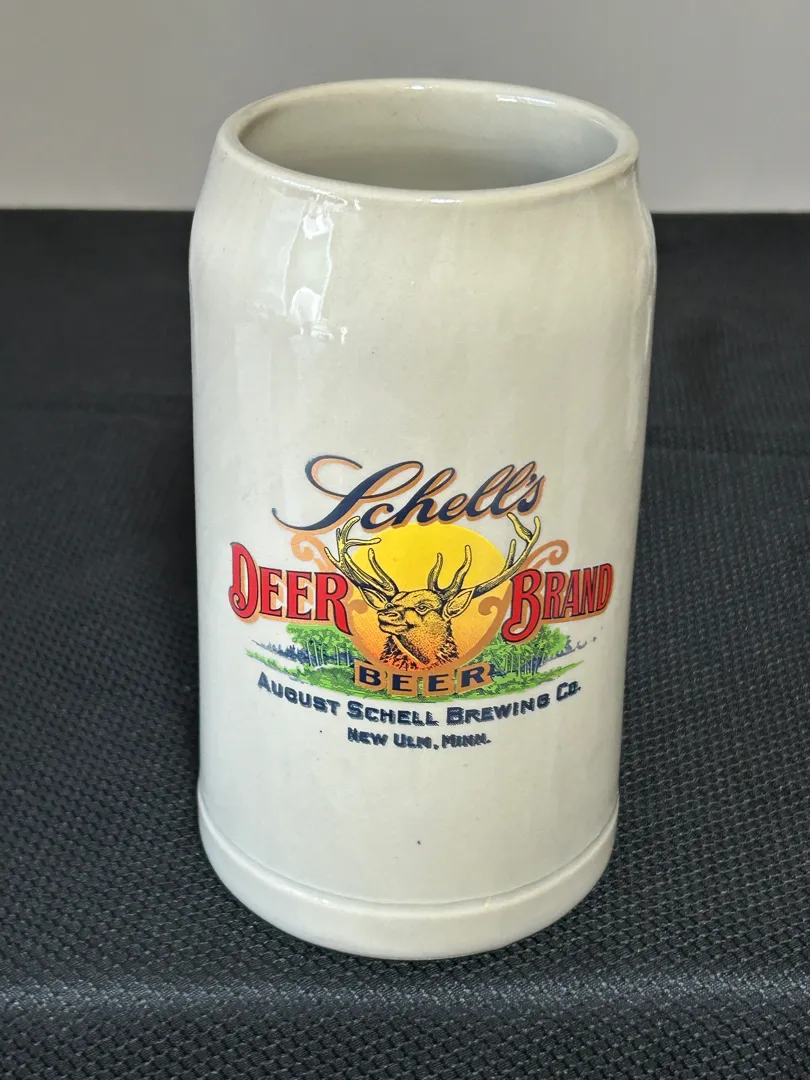 Schell's
DEER BRAND
BEER
AUGUST SCHELL BREWING CO.
NEW ULM, MINN.